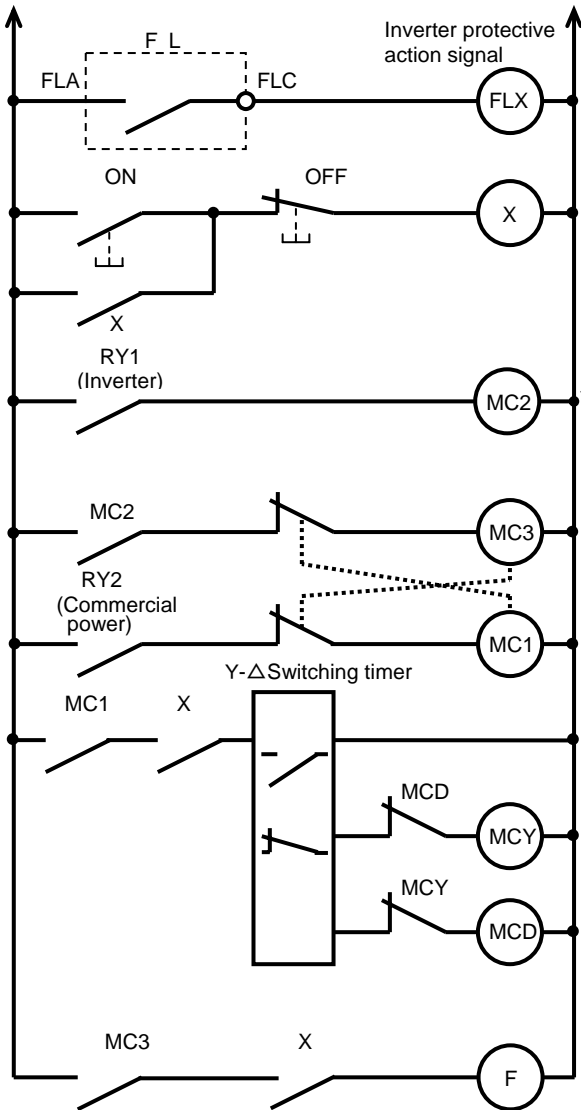 F L
Inverter protective
action signal
FLA
FLC
FLX
ON
OFF
X
X
RY1
(Inverter)
MC2
MC2
MC3
RY2
(Commercial
power)
MC1
Y-△Switching timer
MC1
X
MCD
MCY
MCY
MCD
MC3
X
F